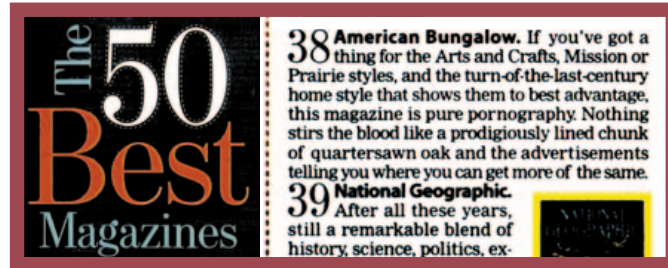 The
50
Best
Magazines
38 American Bungalow. If you've got a
thing for the Arts and Crafts, Mission or
Prairie styles, and the turn-of-the-last-century
home style that shows them to best advantage,
this magazine is pure pornography. Nothing
stirs the blood like a prodigiously lined chunk
of quartersawn oak and the advertisements
telling you where you can get more of the same.
39 National Geographic.
After all these years,
still a remarkable blend of
history, science, politics, ex-
NATIONAL
GEOGRAPHIC